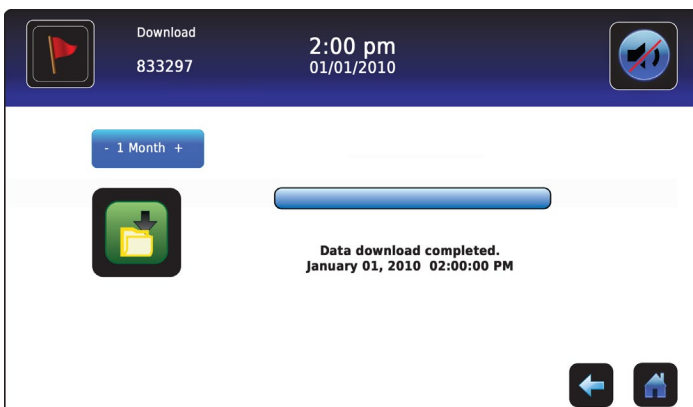 Download
833297
2:00 pm
01/01/2010
- 1 Month +
Data download completed.
January 01, 2010 02:00:00 PM